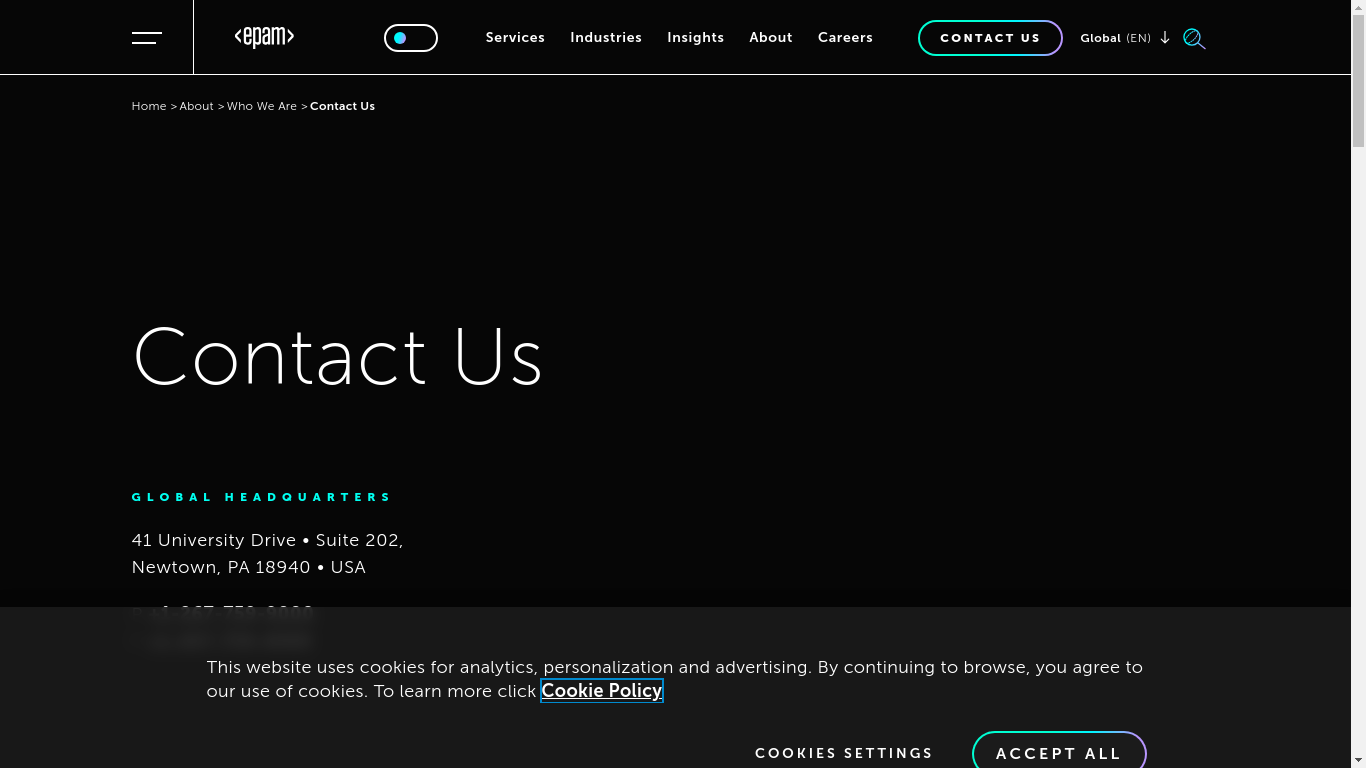 <epam>
Services
Industries
Insights
About
Careers
CONTACT US
Global (EN)
Home > About > Who We Are > Contact Us
Contact Us
GLOBAL HEADQUARTERS
41 University Drive • Suite 202,
Newtown, PA 18940 • USA
This website uses cookies for analytics, personalization and advertising. By continuing to browse, you agree to
our use of cookies. To learn more click Cookie Policy
COOKIES SETTINGS
ACCEPT ALL